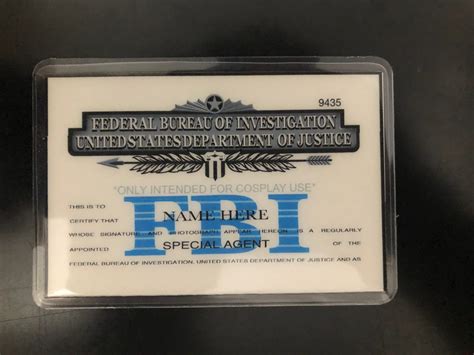 9435
FEDERAL BUREAU OF INVESTIGATION
UNITED STATES DEPARTMENT OF JUSTICE
"ONLY INTENDED FOR COSPLAY USE"
FBI
THIS IS TO
CERTIFY THAT NAME HERE
WHOSE SIGNATURE AND PHOTOGRAPH APPEAR HEREON IS A REGULARLY
APPOINTED SPECIAL AGENT OF THE
FEDERAL BUREAU OF INVESTIGATION, UNITED STATES DEPARTMENT OF JUSTICE AND AS